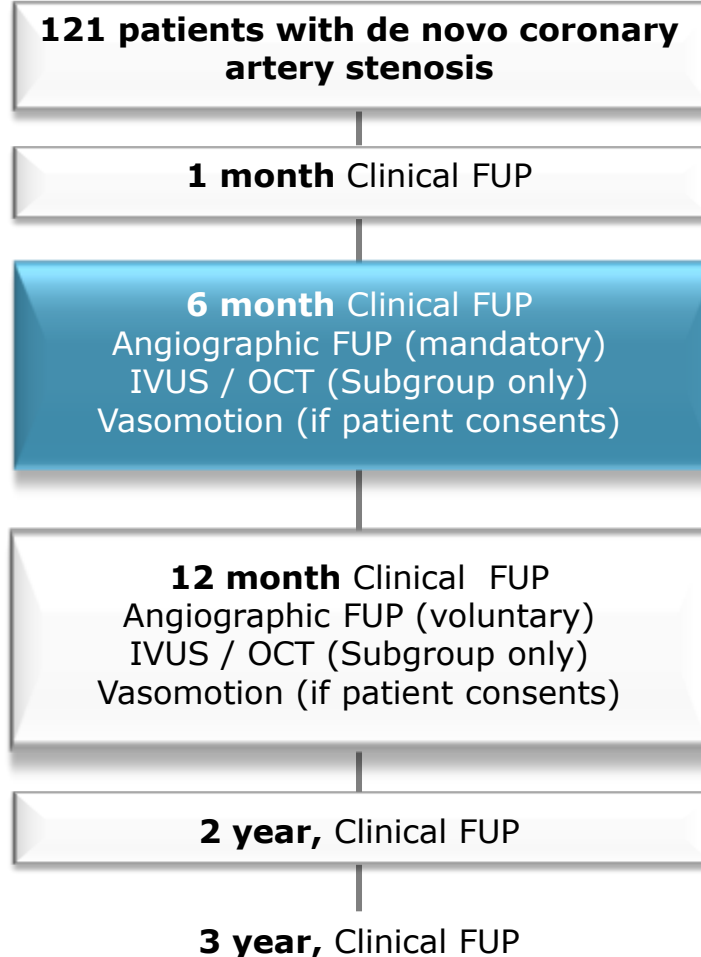 121 patients with de novo coronary
artery stenosis
1 month Clinical FUP
6 month Clinical FUP
Angiographic FUP (mandatory)
IVUS / OCT (Subgroup only)
Vasomotion (if patient consents)
12 month Clinical  FUP
Angiographic FUP (voluntary)
IVUS / OCT (Subgroup only)
Vasomotion (if patient consents)
2 year, Clinical FUP
3 year, Clinical FUP